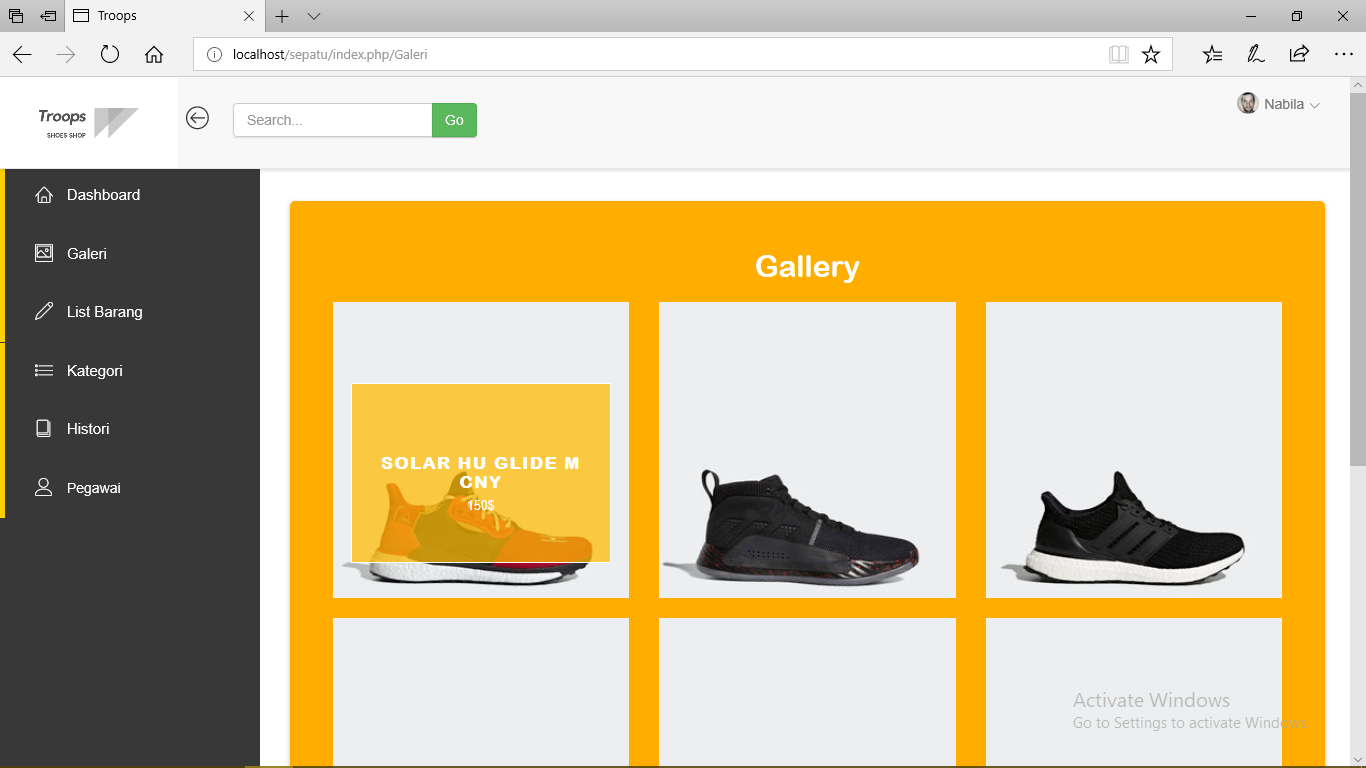 Troops
localhost/sepatu/index.php/Galeri
Troops
SHOES SHOP
Search...
Go
Nabila
Dashboard
Galeri
List Barang
Kategori
Histori
Pegawai
Gallery
SOLAR HU GLIDE M
CNY
150$
Activate Windows
Go to Settings to activate Windows.